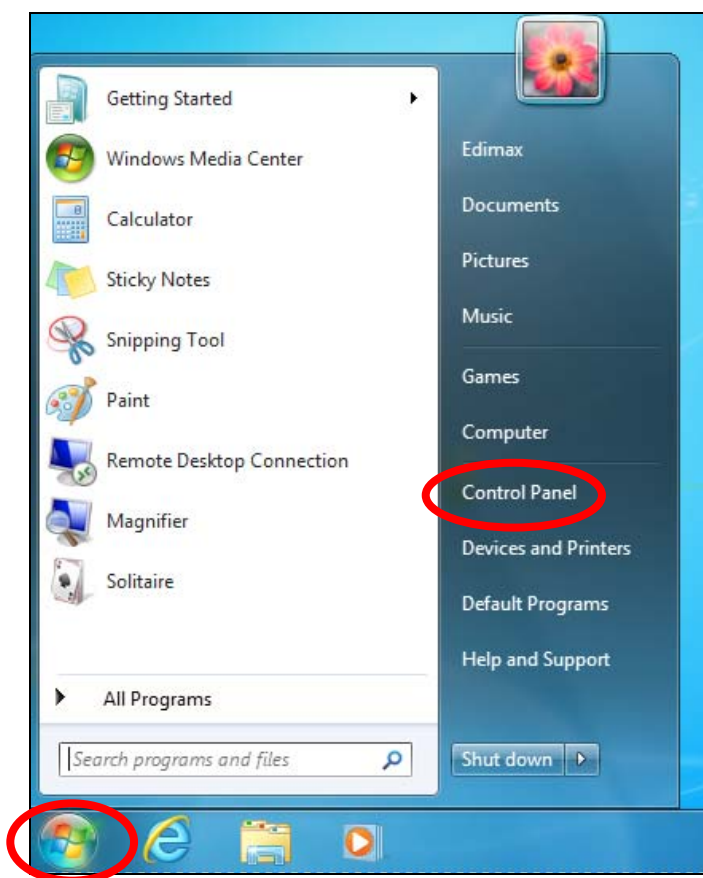 Getting Started
Windows Media Center
Calculator
Sticky Notes
Snipping Tool
Paint
Remote Desktop Connection
Magnifier
Solitaire
All Programs
Search programs and files
Edimax
Documents
Pictures
Music
Games
Computer
Control Panel
Devices and Printers
Default Programs
Help and Support
Shut down